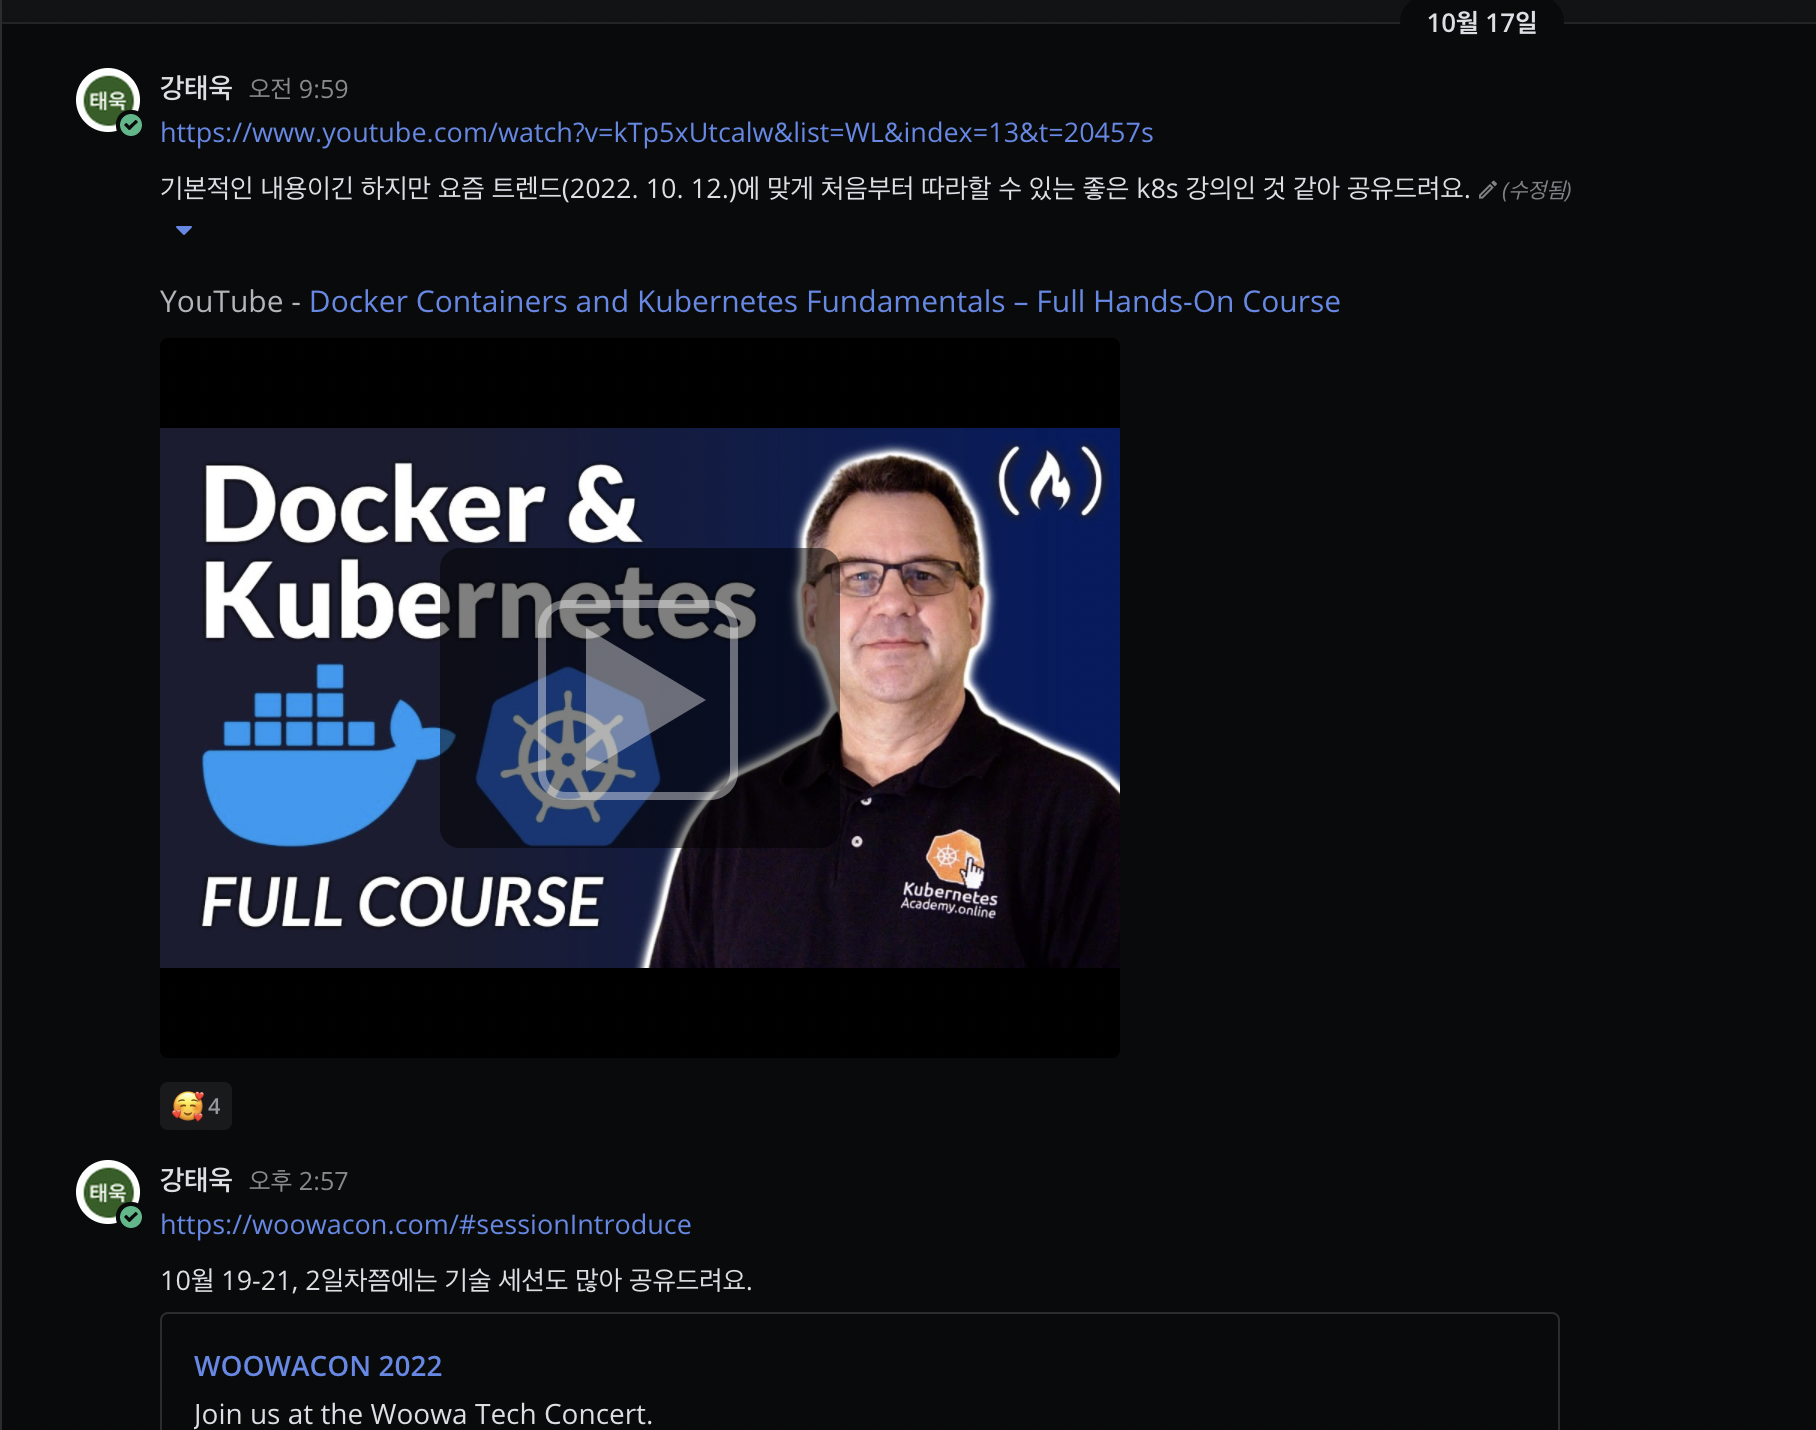 10월 17일
태욱
강태욱 오전 9:59
https://www.youtube.com/watch?v=kTp5xUtcalw&list=WL&index=13&t=20457s
기본적인 내용이긴 하지만 요즘 트렌드(2022. 10. 12.)에 맞게 처음부터 따라할 수 있는 좋은 k8s 강의인 것 같아 공유드려요. (수정됨)
YouTube - Docker Containers and Kubernetes Fundamentals – Full Hands-On Course
Docker &
Kubernetes
FULL COURSE
Kubernetes
Academy.online
4
태욱
강태욱 오후 2:57
https://woowacon.com/#sessionIntroduce
10월 19-21, 2일차쯤에는 기술 세션도 많아 공유드려요.
WOOWACON 2022
Join us at the Woowa Tech Concert.